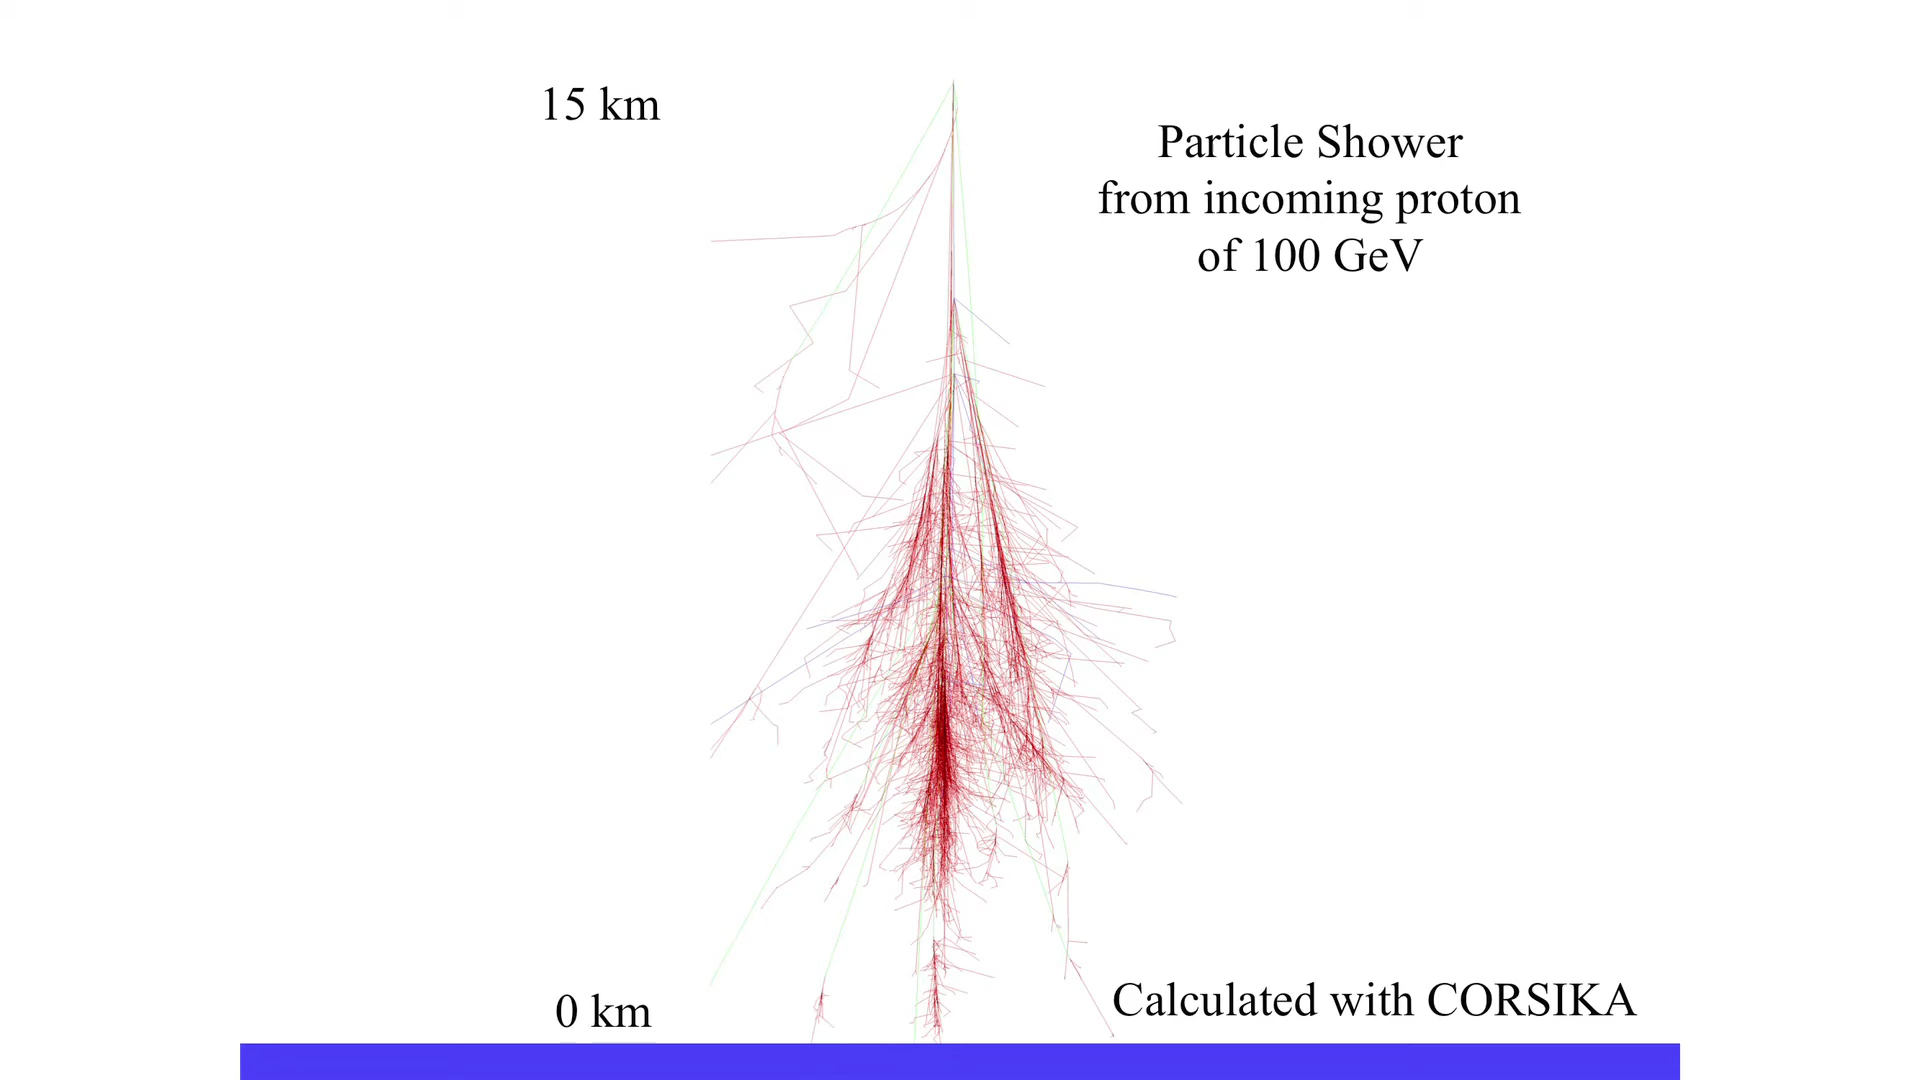 15 km
Particle Shower
from incoming proton
of 100 GeV
0 km
Calculated with CORSIKA